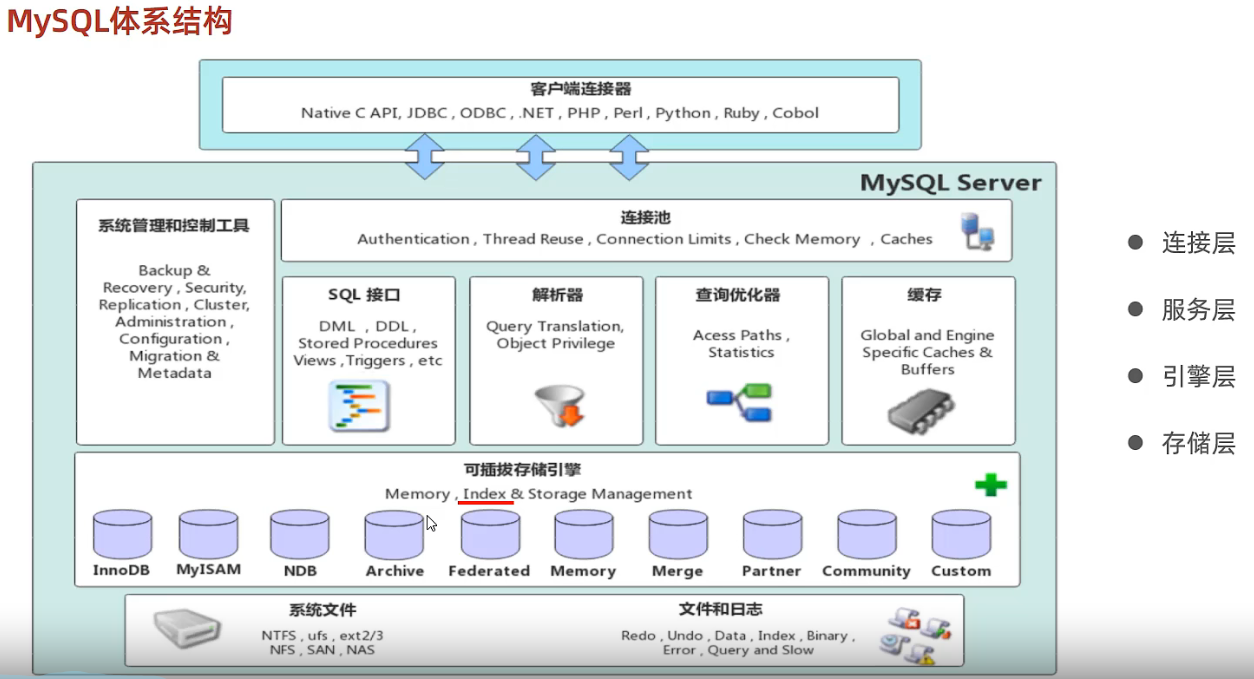 MySQL体系结构
客户端连接器
Native C API, JDBC , ODBC , .NET , PHP , Perl , Python , Ruby , Cobol
MySQL Server
系统管理和控制工具
Backup &
Recovery , Security,
Replication , Cluster,
Administration ,
Configuration ,
Migration &
Metadata
连接池
Authentication , Thread Reuse , Connection Limits , Check Memory , Caches
SQL 接口
DML , DDL ,
Stored Procedures
Views ,Triggers , etc
解析器
Query Translation,
Object Privilege
查询优化器
Acess Paths ,
Statistics
缓存
Global and Engine
Specific Caches &
Buffers
可插拔存储引擎
Memory , Index & Storage Management
InnoDB MyISAM NDB Archive Federated Memory Merge Partner Community Custom
系统文件
NTFS , ufs , ext2/3
NFS , SAN , NAS
文件和日志
Redo , Undo , Data , Index , Binary ,
Error , Query and Slow
连接层
服务层
引擎层
存储层